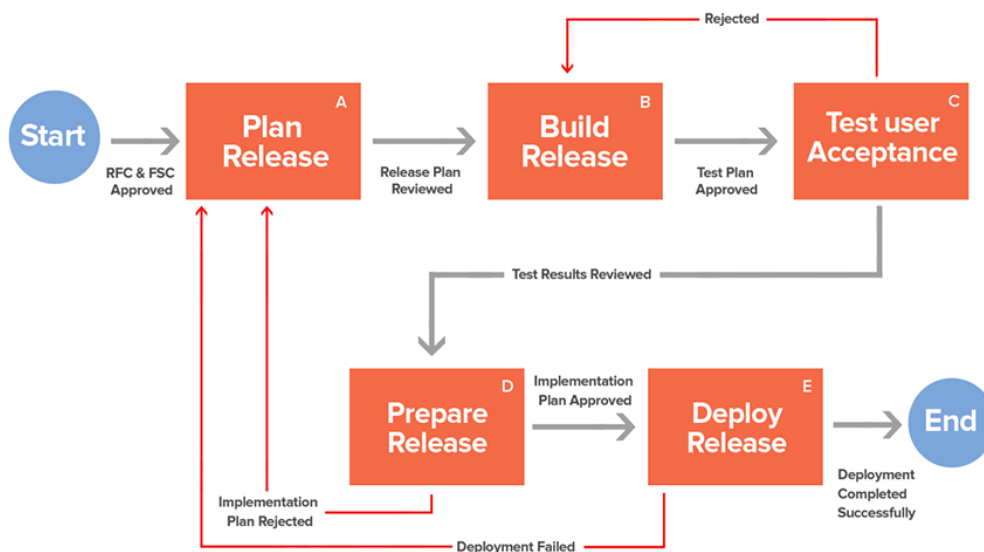 Rejected
A
Plan
Release
B
Build
Release
C
Test user
Acceptance
Start
RFC & FSC
Approved
Release Plan
Reviewed
Test Plan
Approved
Test Results Reviewed
D
Prepare
Release
Implementation
Plan Approved
E
Deploy
Release
End
Deployment
Completed
Successfully
Implementation
Plan Rejected
Deployment Failed